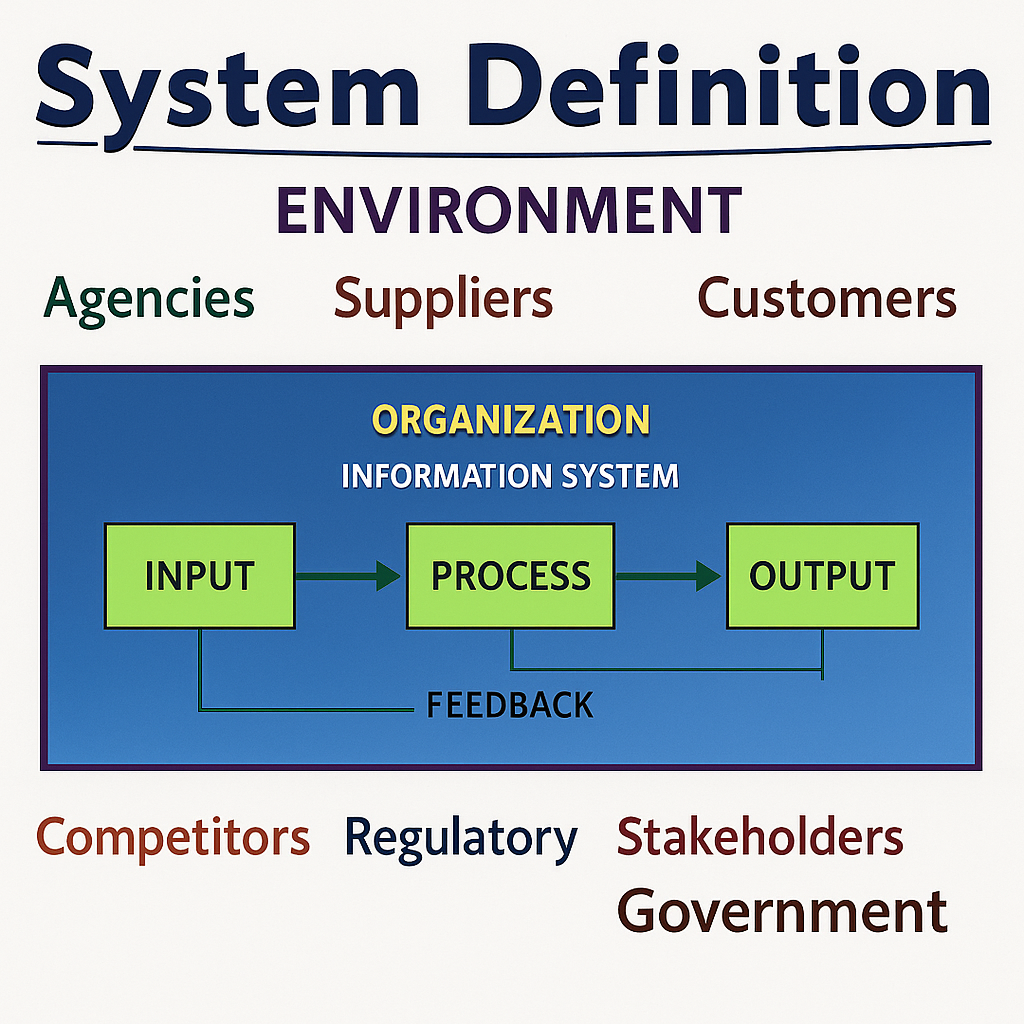 System Definition
ENVIRONMENT
Agencies Suppliers Customers
ORGANIZATION
INFORMATION SYSTEM
INPUT PROCESS OUTPUT
FEEDBACK
Competitors Regulatory Stakeholders
Government